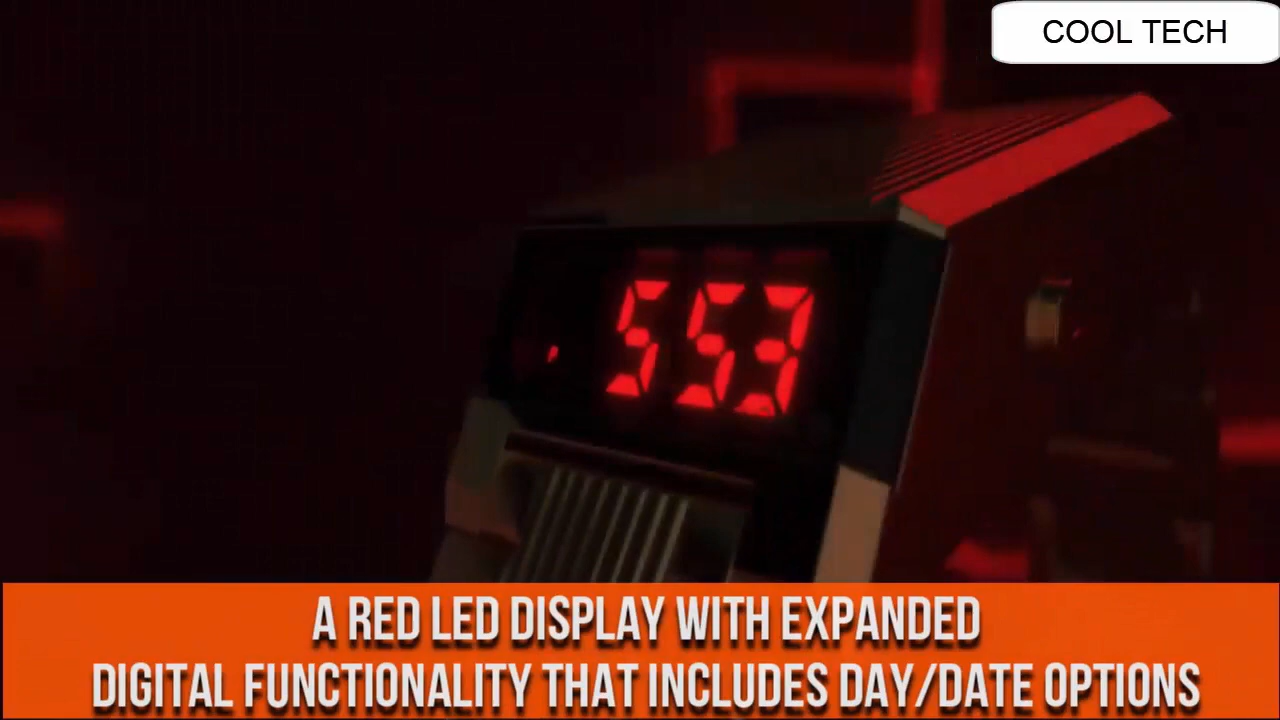 COOL TECH
553
A RED LED DISPLAY WITH EXPANDED
DIGITAL FUNCTIONALITY THAT INCLUDES DAY/DATE OPTIONS